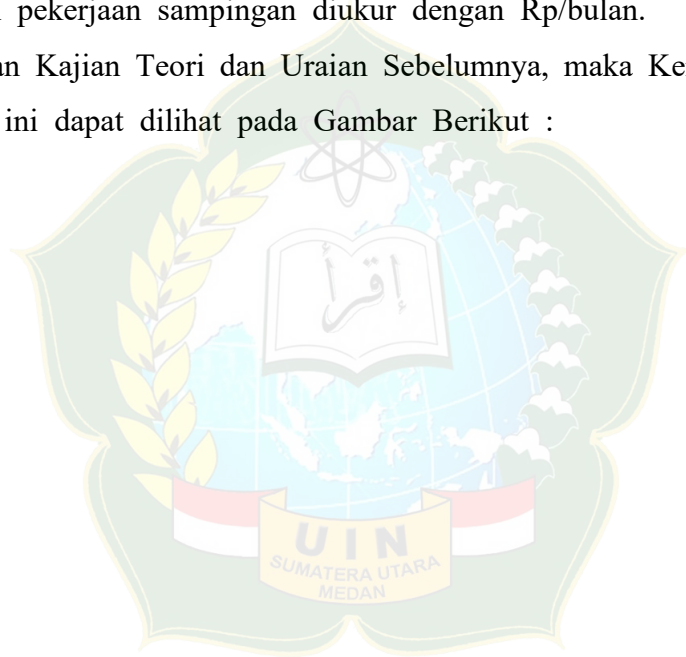 pekerjaan sampingan diukur dengan Rp/bulan.
an Kajian Teori dan Uraian Sebelumnya, maka Ke
ini dapat dilihat pada Gambar Berikut :
إقرأ
UIN
SUMATERA UTARA
MEDAN